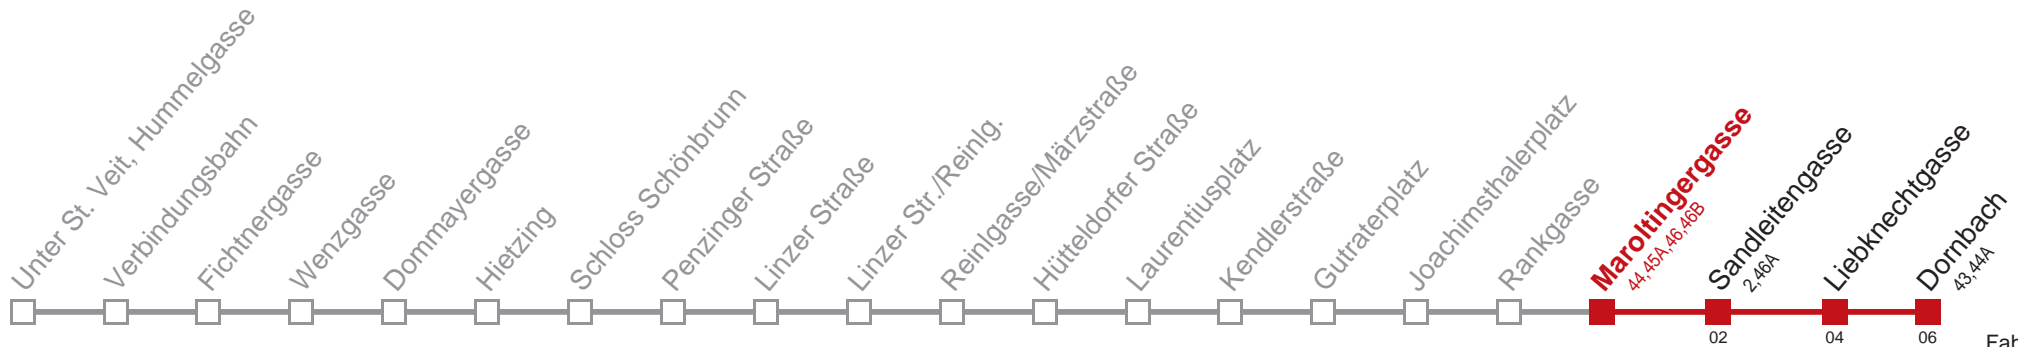 Unter St. Veit, Hummelgasse
Verbindungsbahn
Fichtnergasse
Wenzgasse
Dommayergasse
Hietzing
Schloss Schönbrunn
Penzinger Straße
Linzer Straße
Linzer Str./Reinlg.
Reinlgasse/Märzstraße
Hütteldorfer Straße
Laurentiusplatz
Kendlerstraße
Gutraterplatz
Joachimsthalerplatz
Rankgasse
Maroltingergasse
44,45A,46,46B
Sandleitengasse
2,46A
Liebknechtgasse
Dornbach
43,44A
02
04
06